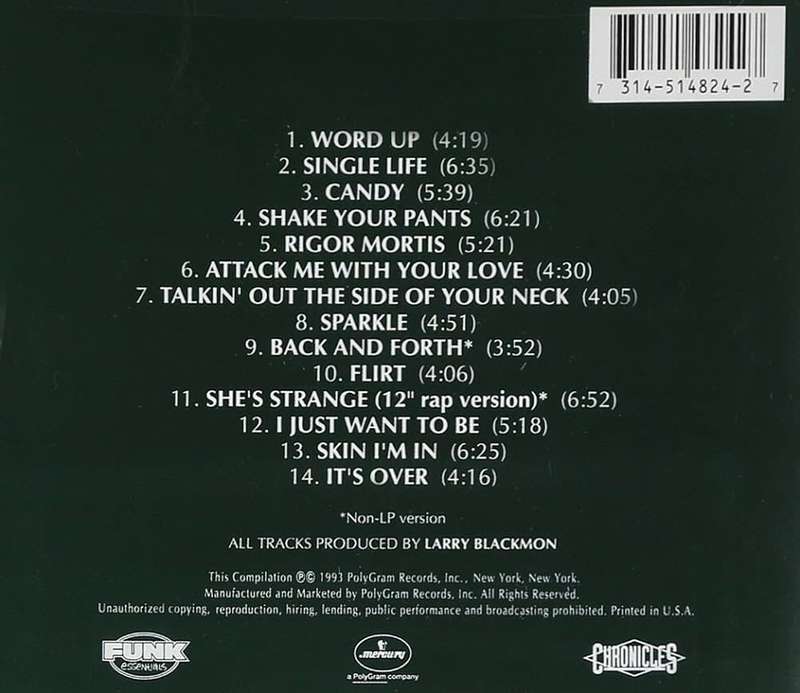 7 314-514824-2 7
1. WORD UP (4:19)
2. SINGLE LIFE (6:35)
3. CANDY (5:39)
4. SHAKE YOUR PANTS (6:21)
5. RIGOR MORTIS (5:21)
6. ATTACK ME WITH YOUR LOVE (4:30)
7. TALKIN' OUT THE SIDE OF YOUR NECK (4:05)
8. SPARKLE (4:51)
9. BACK AND FORTH* (3:52)
10. FLIRT (4:06)
11. SHE'S STRANGE (12" rap version)* (6:52)
12. I JUST WANT TO BE (5:18)
13. SKIN I'M IN (6:25)
14. IT'S OVER (4:16)
*Non-LP version
ALL TRACKS PRODUCED BY LARRY BLACKMON
This Compilation ℗© 1993 PolyGram Records, Inc., New York, New York.
Manufactured and Marketed by PolyGram Records, Inc. All Rights Reserved.
Unauthorized copying, reproduction, hiring, lending, public performance and broadcasting prohibited. Printed in U.S.A.
FUNK
essentials
mercury
a PolyGram company
CHRONICLES